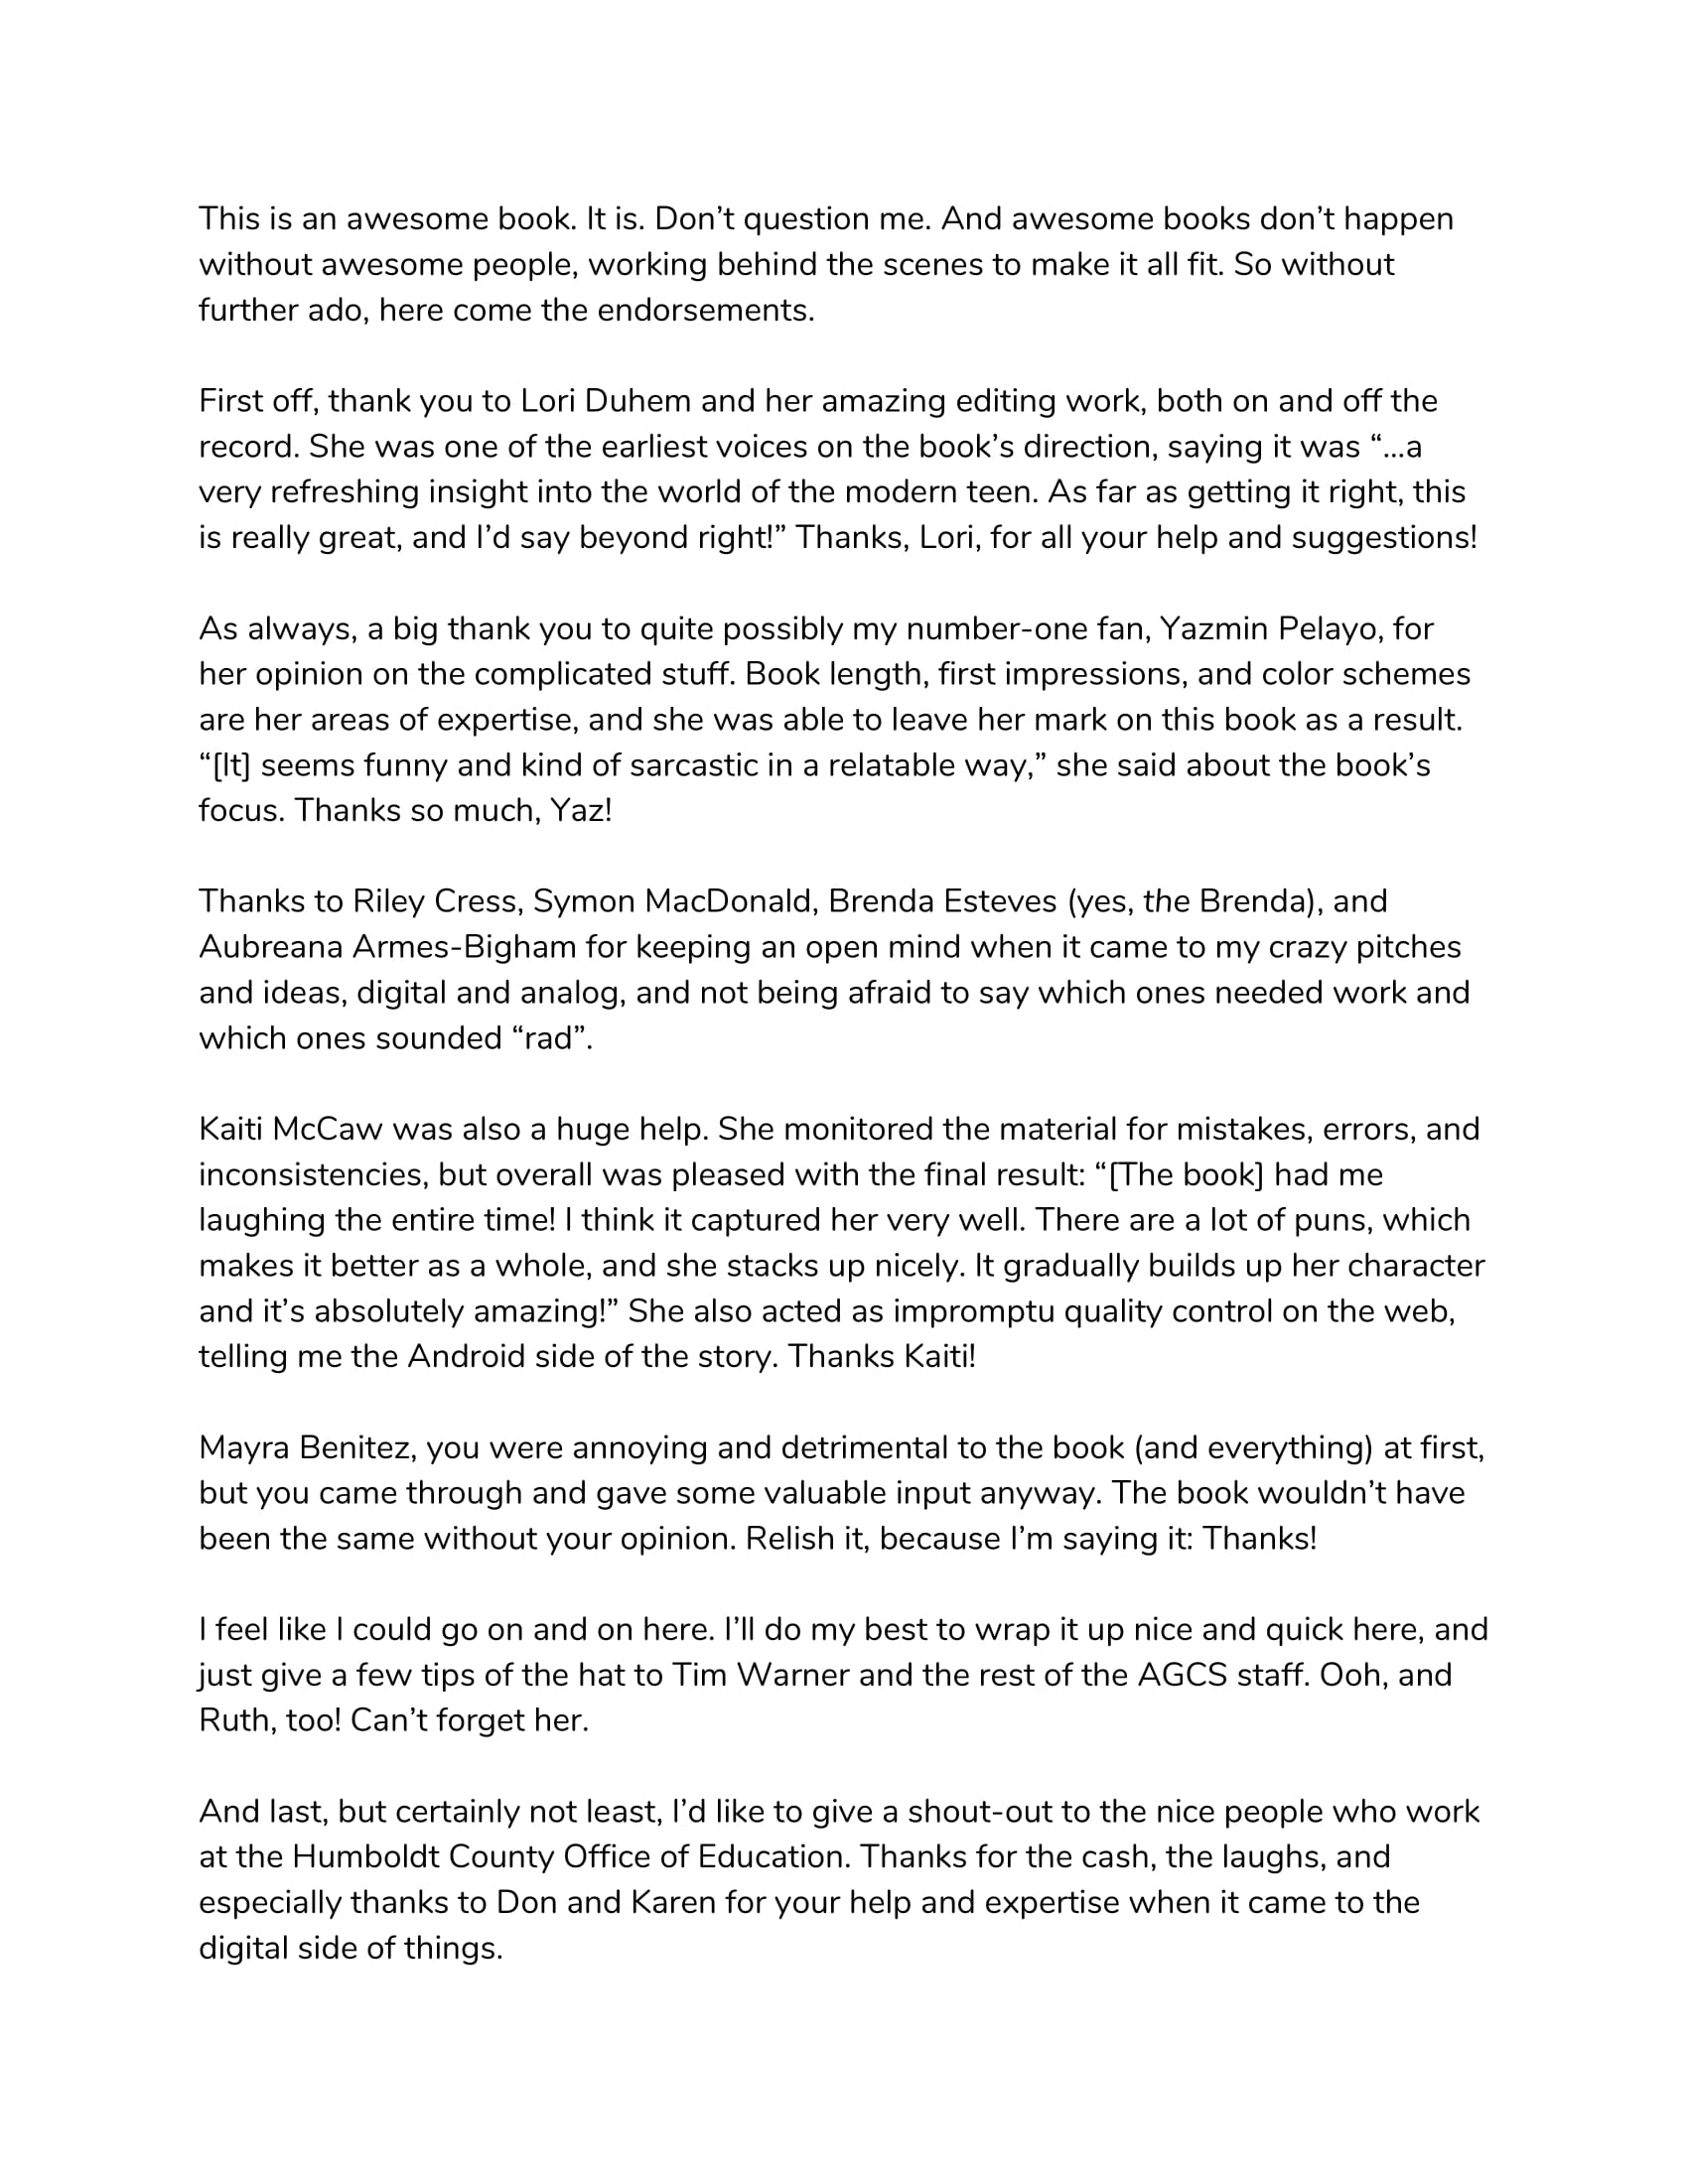 This is an awesome book. It is. Don’t question me. And awesome books don’t happen
without awesome people, working behind the scenes to make it all fit. So without
further ado, here come the endorsements.
First off, thank you to Lori Duhem and her amazing editing work, both on and off the
record. She was one of the earliest voices on the book’s direction, saying it was “...a
very refreshing insight into the world of the modern teen. As far as getting it right, this
is really great, and I’d say beyond right!” Thanks, Lori, for all your help and suggestions!
As always, a big thank you to quite possibly my number-one fan, Yazmin Pelayo, for
her opinion on the complicated stuff. Book length, first impressions, and color schemes
are her areas of expertise, and she was able to leave her mark on this book as a result.
“[It] seems funny and kind of sarcastic in a relatable way,” she said about the book’s
focus. Thanks so much, Yaz!
Thanks to Riley Cress, Symon MacDonald, Brenda Esteves (yes, the Brenda), and
Aubreana Armes-Bigham for keeping an open mind when it came to my crazy pitches
and ideas, digital and analog, and not being afraid to say which ones needed work and
which ones sounded “rad”.
Kaiti McCaw was also a huge help. She monitored the material for mistakes, errors, and
inconsistencies, but overall was pleased with the final result: “[The book] had me
laughing the entire time! I think it captured her very well. There are a lot of puns, which
makes it better as a whole, and she stacks up nicely. It gradually builds up her character
and it’s absolutely amazing!” She also acted as impromptu quality control on the web,
telling me the Android side of the story. Thanks Kaiti!
Mayra Benitez, you were annoying and detrimental to the book (and everything) at first,
but you came through and gave some valuable input anyway. The book wouldn’t have
been the same without your opinion. Relish it, because I’m saying it: Thanks!
I feel like I could go on and on here. I’ll do my best to wrap it up nice and quick here, and
just give a few tips of the hat to Tim Warner and the rest of the AGCS staff. Ooh, and
Ruth, too! Can’t forget her.
And last, but certainly not least, I’d like to give a shout-out to the nice people who work
at the Humboldt County Office of Education. Thanks for the cash, the laughs, and
especially thanks to Don and Karen for your help and expertise when it came to the
digital side of things.